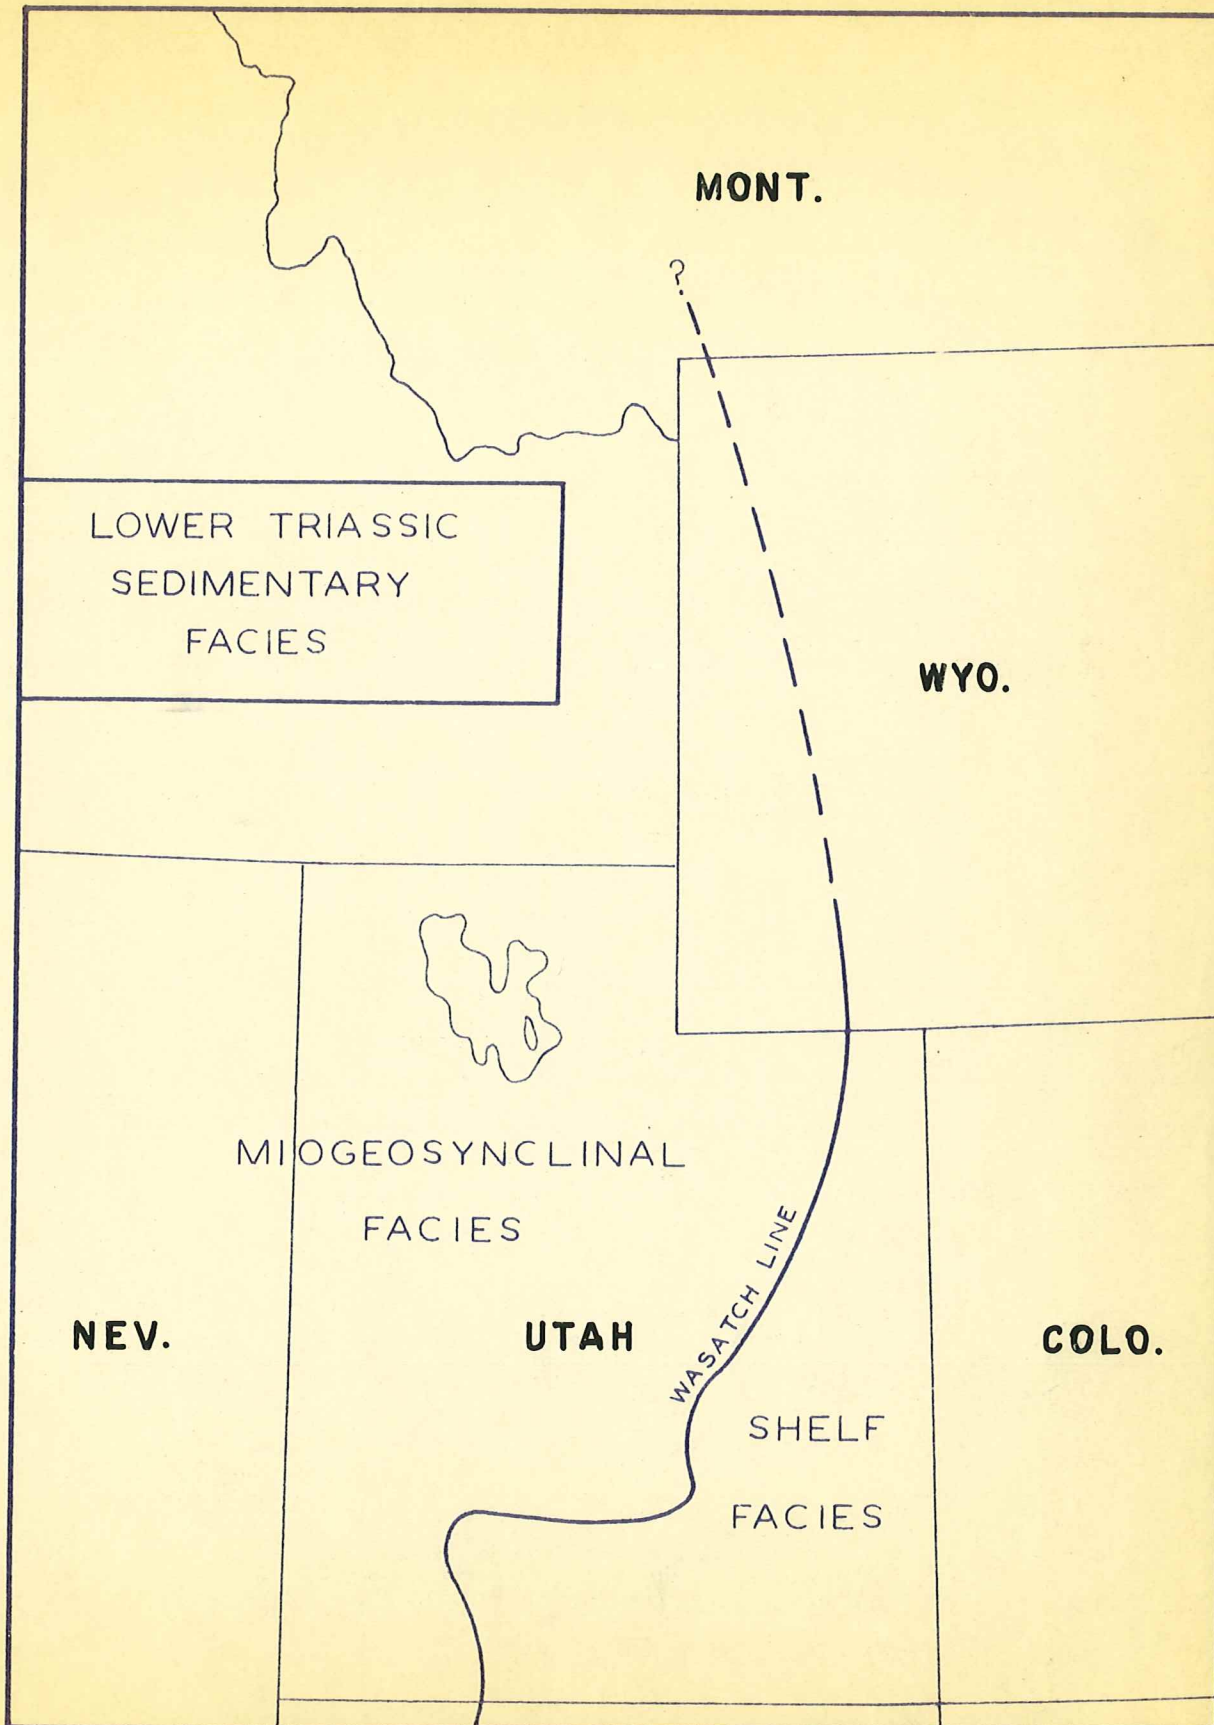 MONT.
?
LOWER TRIASSIC
SEDIMENTARY
FACIES
WYO.
MIOGEOSYNCLINAL
FACIES
WASATCH LINE
NEV.
UTAH
COLO.
SHELF
FACIES